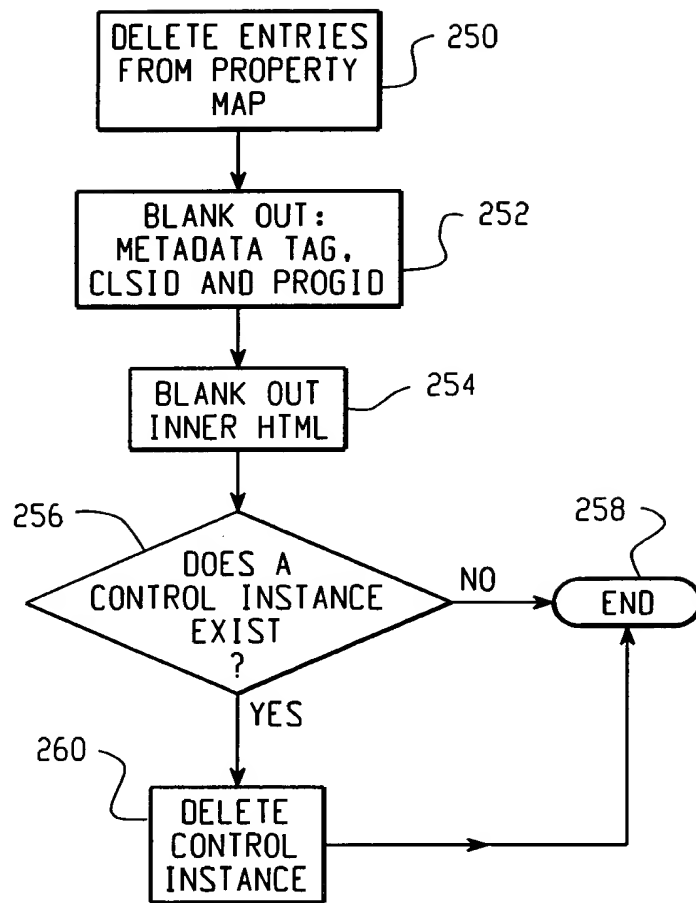 DELETE ENTRIES
FROM PROPERTY
MAP
250
BLANK OUT:
METADATA TAG,
CLSID AND PROGID
252
BLANK OUT
INNER HTML
254
256
DOES A
CONTROL INSTANCE
EXIST
?
NO
258
END
YES
260
DELETE
CONTROL
INSTANCE